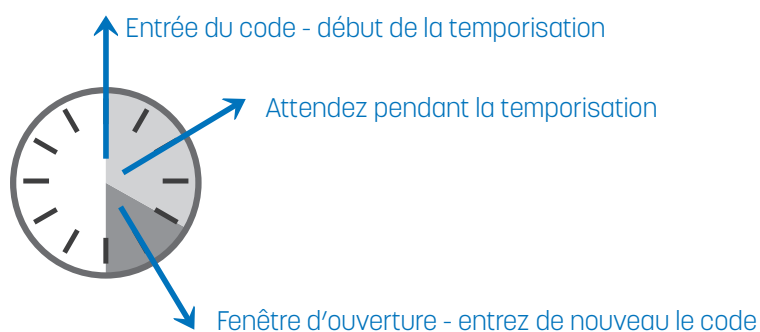 Entrée du code - début de la temporisation
Attendez pendant la temporisation
Fenêtre d'ouverture - entrez de nouveau le code